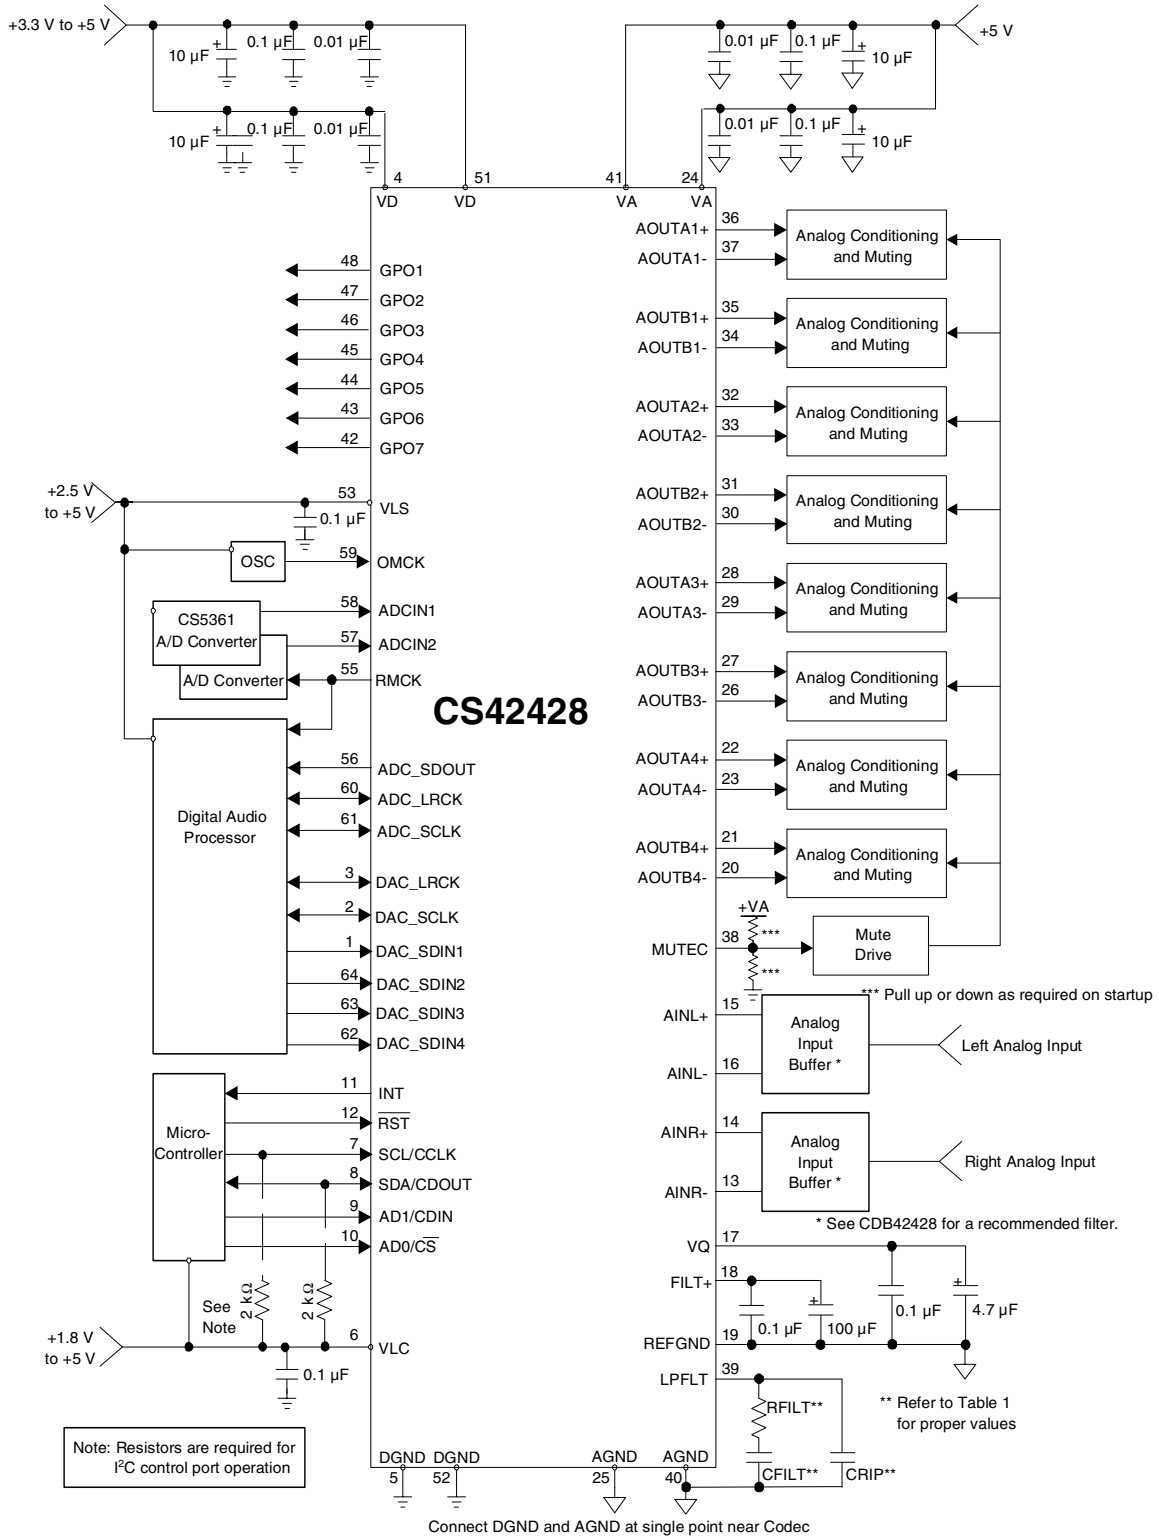 +3.3 V to +5 V
10 µF
+
0.1 µF
0.01 µF
10 µF
+
0.1 µF
0.01 µF
+5 V
0.01 µF
0.1 µF
+
10 µF
0.01 µF
0.1 µF
+
10 µF
4
51
41
24
VD
VD
VA
VA
48
GPO1
47
GPO2
46
GPO3
45
GPO4
44
GPO5
43
GPO6
42
GPO7
+2.5 V
to +5 V
53
VLS
0.1 µF
OSC
59
OMCK
CS5361
A/D Converter
58
ADCIN1
57
ADCIN2
A/D Converter
55
RMCK
CS42428
Digital Audio
Processor
56
ADC_SDOUT
60
ADC_LRCK
61
ADC_SCLK
3
DAC_LRCK
2
DAC_SCLK
1
DAC_SDIN1
64
DAC_SDIN2
63
DAC_SDIN3
62
DAC_SDIN4
Micro-
Controller
11
INT
12
RST
7
SCL/CCLK
8
SDA/CDOUT
9
AD1/CDIN
10
AD0/CS
See
Note
2 kΩ
2 kΩ
+1.8 V
to +5 V
6
VLC
0.1 µF
Note: Resistors are required for
I²C control port operation
DGND
DGND
AGND
AGND
5
52
25
40
Connect DGND and AGND at single point near Codec
AOUTA1+
36
AOUTA1-
37
Analog Conditioning
and Muting
AOUTB1+
35
AOUTB1-
34
Analog Conditioning
and Muting
AOUTA2+
32
AOUTA2-
33
Analog Conditioning
and Muting
AOUTB2+
31
AOUTB2-
30
Analog Conditioning
and Muting
AOUTA3+
28
AOUTA3-
29
Analog Conditioning
and Muting
AOUTB3+
27
AOUTB3-
26
Analog Conditioning
and Muting
AOUTA4+
22
AOUTA4-
23
Analog Conditioning
and Muting
AOUTB4+
21
AOUTB4-
20
Analog Conditioning
and Muting
+VA
***
MUTEC
38
***
Mute
Drive
*** Pull up or down as required on startup
AINL+
15
AINL-
16
Analog
Input
Buffer *
Left Analog Input
AINR+
14
AINR-
13
Analog
Input
Buffer *
Right Analog Input
* See CDB42428 for a recommended filter.
VQ
17
FILT+
18
0.1 µF
+
100 µF
0.1 µF
+
4.7 µF
REFGND
19
LPFLT
39
RFILT**
CFILT**
CRIP**
** Refer to Table 1
for proper values